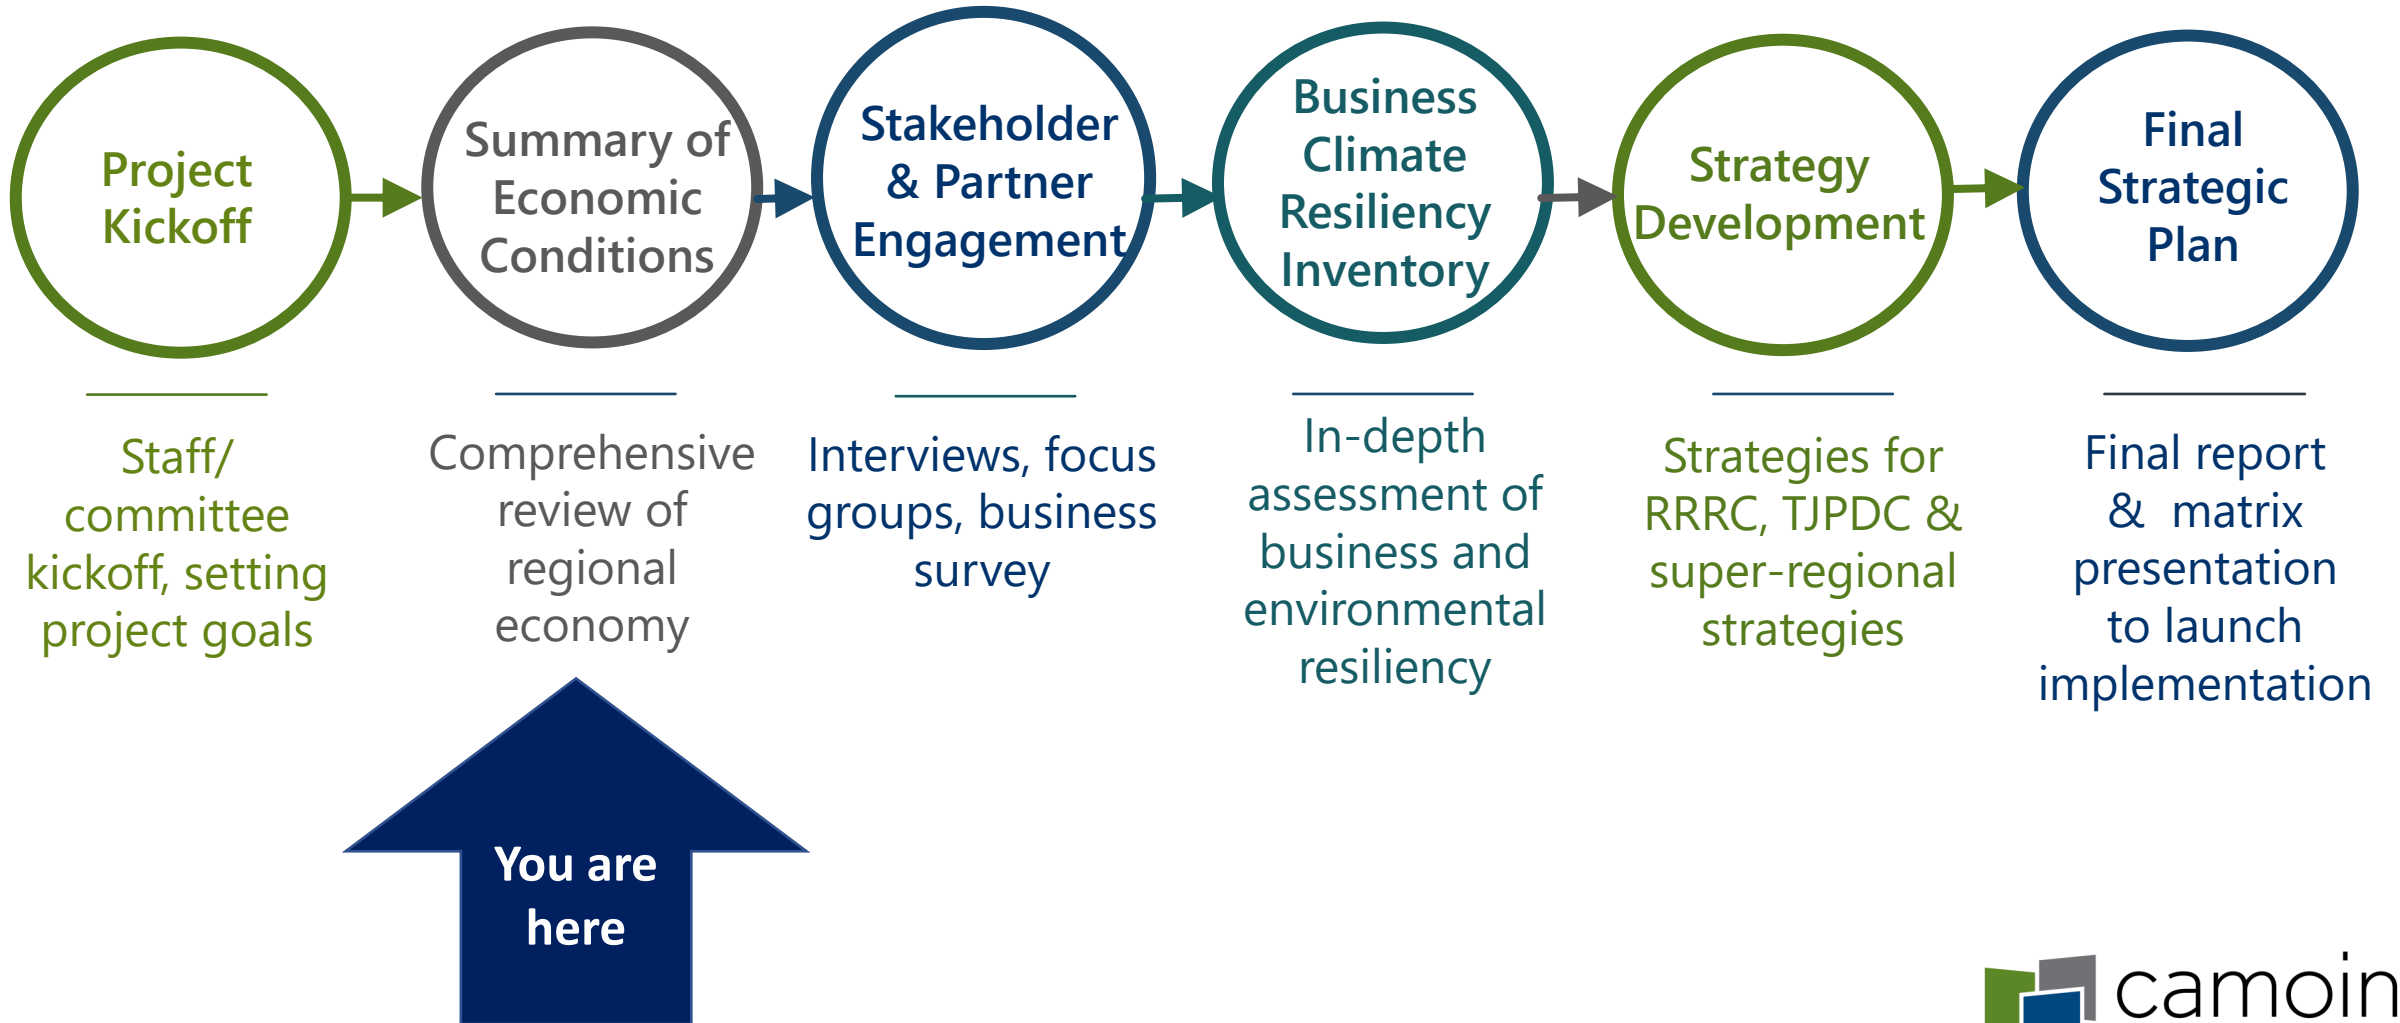 Project
Kickoff
Summary of
Economic
Conditions
Stakeholder
& Partner
Engagement
Business
Climate
Resiliency
Inventory
Strategy
Development
Final
Strategic
Plan
Staff/
committee
kickoff, setting
project goals
Comprehensive
review of
regional
economy
Interviews, focus
groups, business
survey
In-depth
assessment of
business and
environmental
resiliency
Strategies for
RRRC, TJPDC &
super-regional
strategies
Final report
& matrix
presentation
to launch
implementation
You are
here
camoin